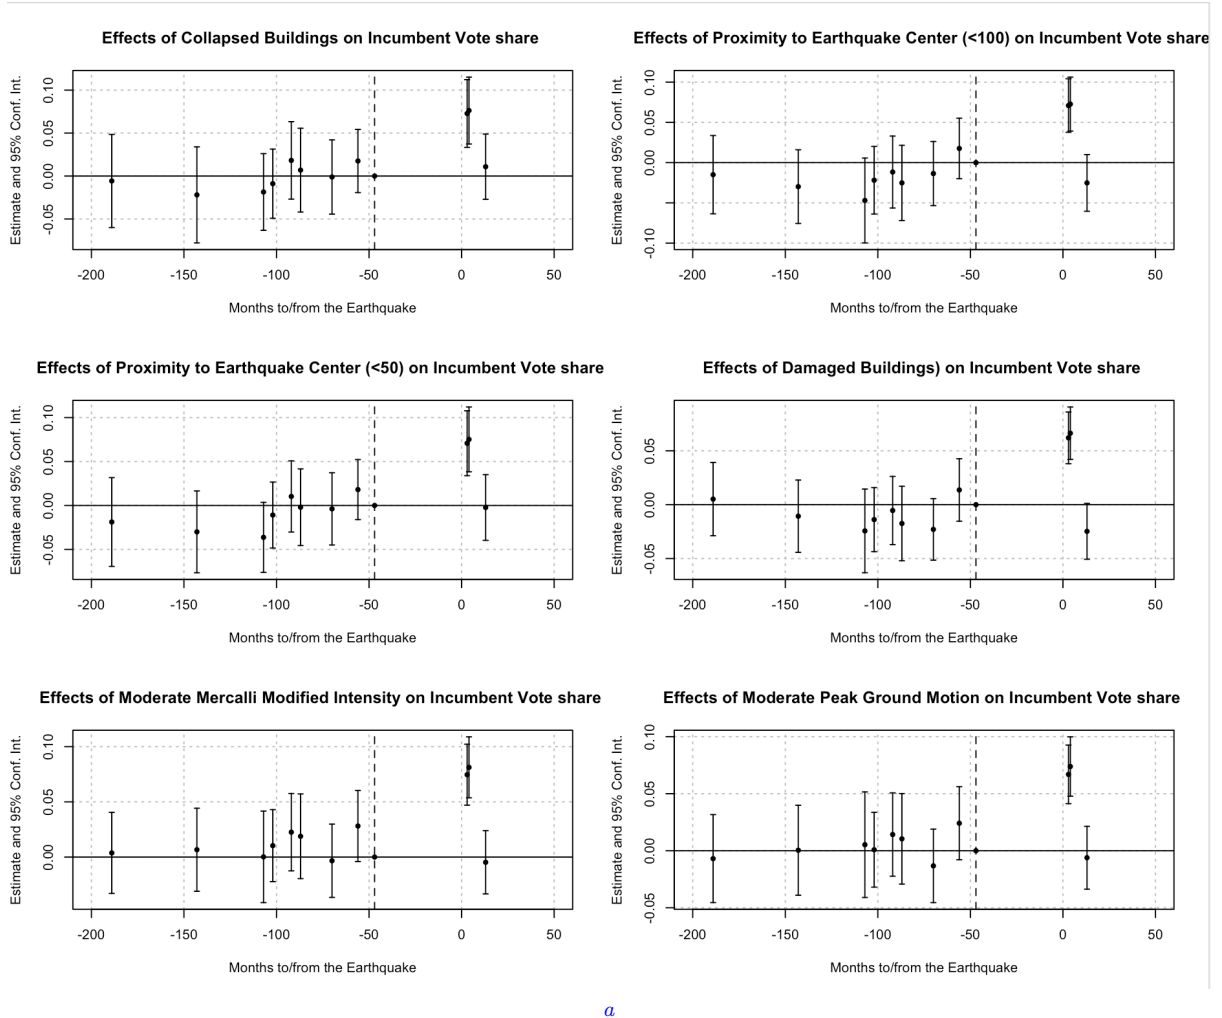 Effects of Collapsed Buildings on Incumbent Vote share
Estimate and 95% Conf. Int.
0.10
0.05
0.00
-0.05
-200 -150 -100 -50 0 50
Months to/from the Earthquake
Effects of Proximity to Earthquake Center (<100) on Incumbent Vote share
Estimate and 95% Conf. Int.
0.10
0.05
0.00
-0.10
-200 -150 -100 -50 0 50
Months to/from the Earthquake
Effects of Proximity to Earthquake Center (<50) on Incumbent Vote share
Estimate and 95% Conf. Int.
0.10
0.05
0.00
-0.05
-200 -150 -100 -50 0 50
Months to/from the Earthquake
Effects of Damaged Buildings) on Incumbent Vote share
Estimate and 95% Conf. Int.
0.05
0.00
-0.05
-200 -150 -100 -50 0 50
Months to/from the Earthquake
Effects of Moderate Mercalli Modified Intensity on Incumbent Vote share
Estimate and 95% Conf. Int.
0.10
0.05
0.00
-200 -150 -100 -50 0 50
Months to/from the Earthquake
Effects of Moderate Peak Ground Motion on Incumbent Vote share
Estimate and 95% Conf. Int.
0.10
0.05
0.00
-0.05
-200 -150 -100 -50 0 50
Months to/from the Earthquake
a